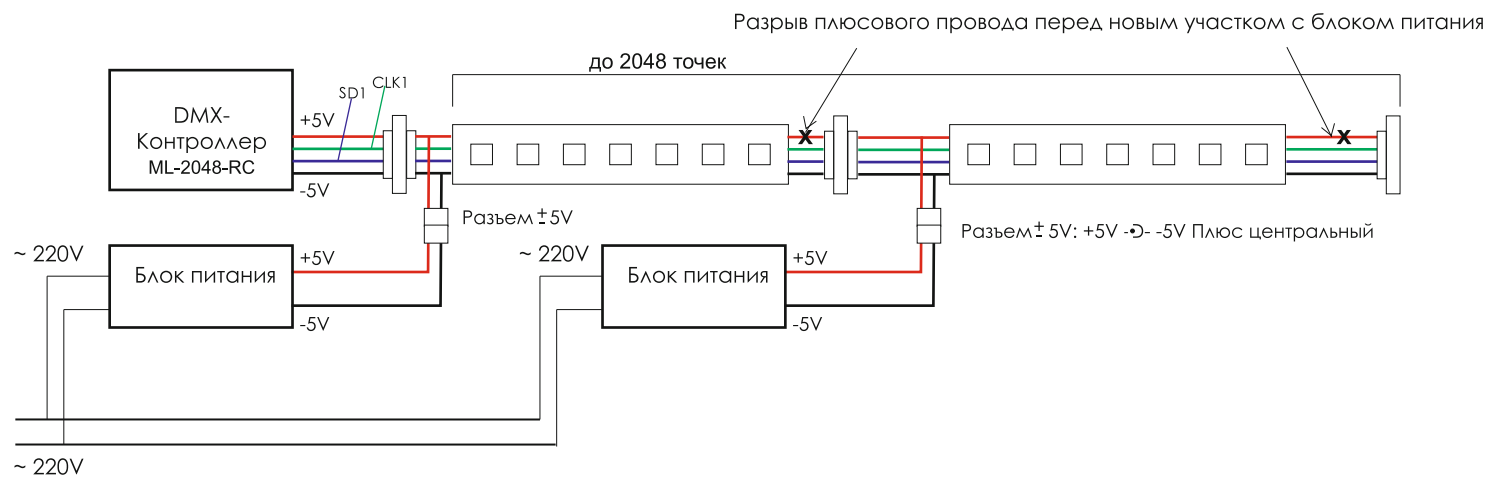 Разрыв плюсового провода перед новым участком с блоком питания
до 2048 точек
SD1
CLK1
DMX-
Контроллер
ML-2048-RC
+5V
-5V
Разъем ±5V
Разъем ± 5V: +5V -- -5V Плюс центральный
~ 220V
Блок питания
+5V
-5V
~ 220V
Блок питания
+5V
-5V
~ 220V